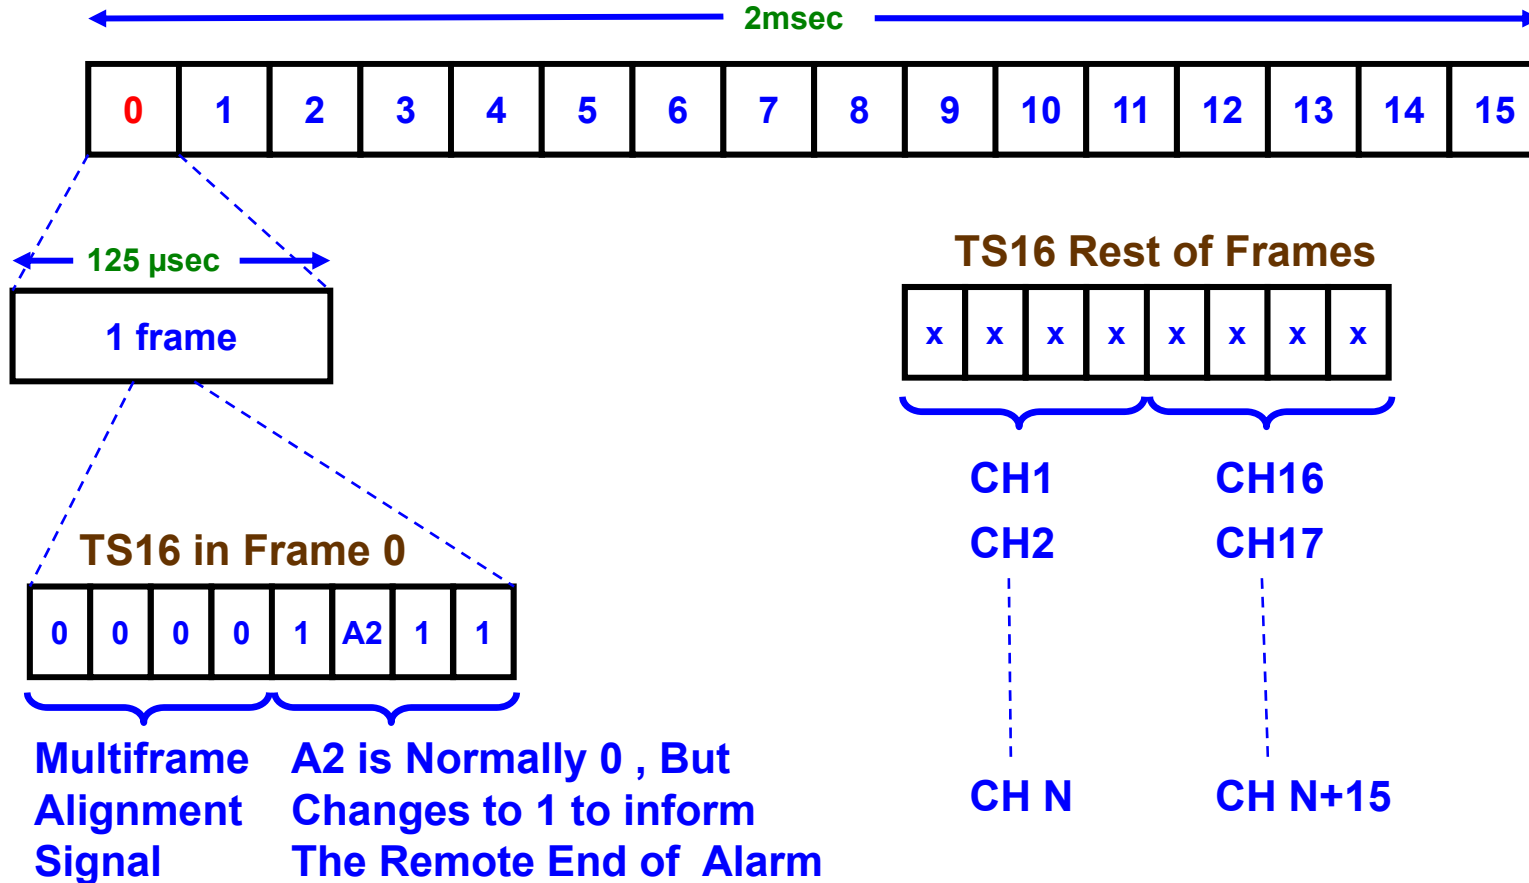 2msec
0 1 2 3 4 5 6 7 8 9 10 11 12 13 14 15
125 µsec
1 frame
TS16 in Frame 0
0 0 0 0 1 A2 1 1
Multiframe
Alignment
Signal
A2 is Normally 0 , But
Changes to 1 to inform
The Remote End of Alarm
TS16 Rest of Frames
x x x x x x x x
CH1 CH16
CH2 CH17
CH N CH N+15